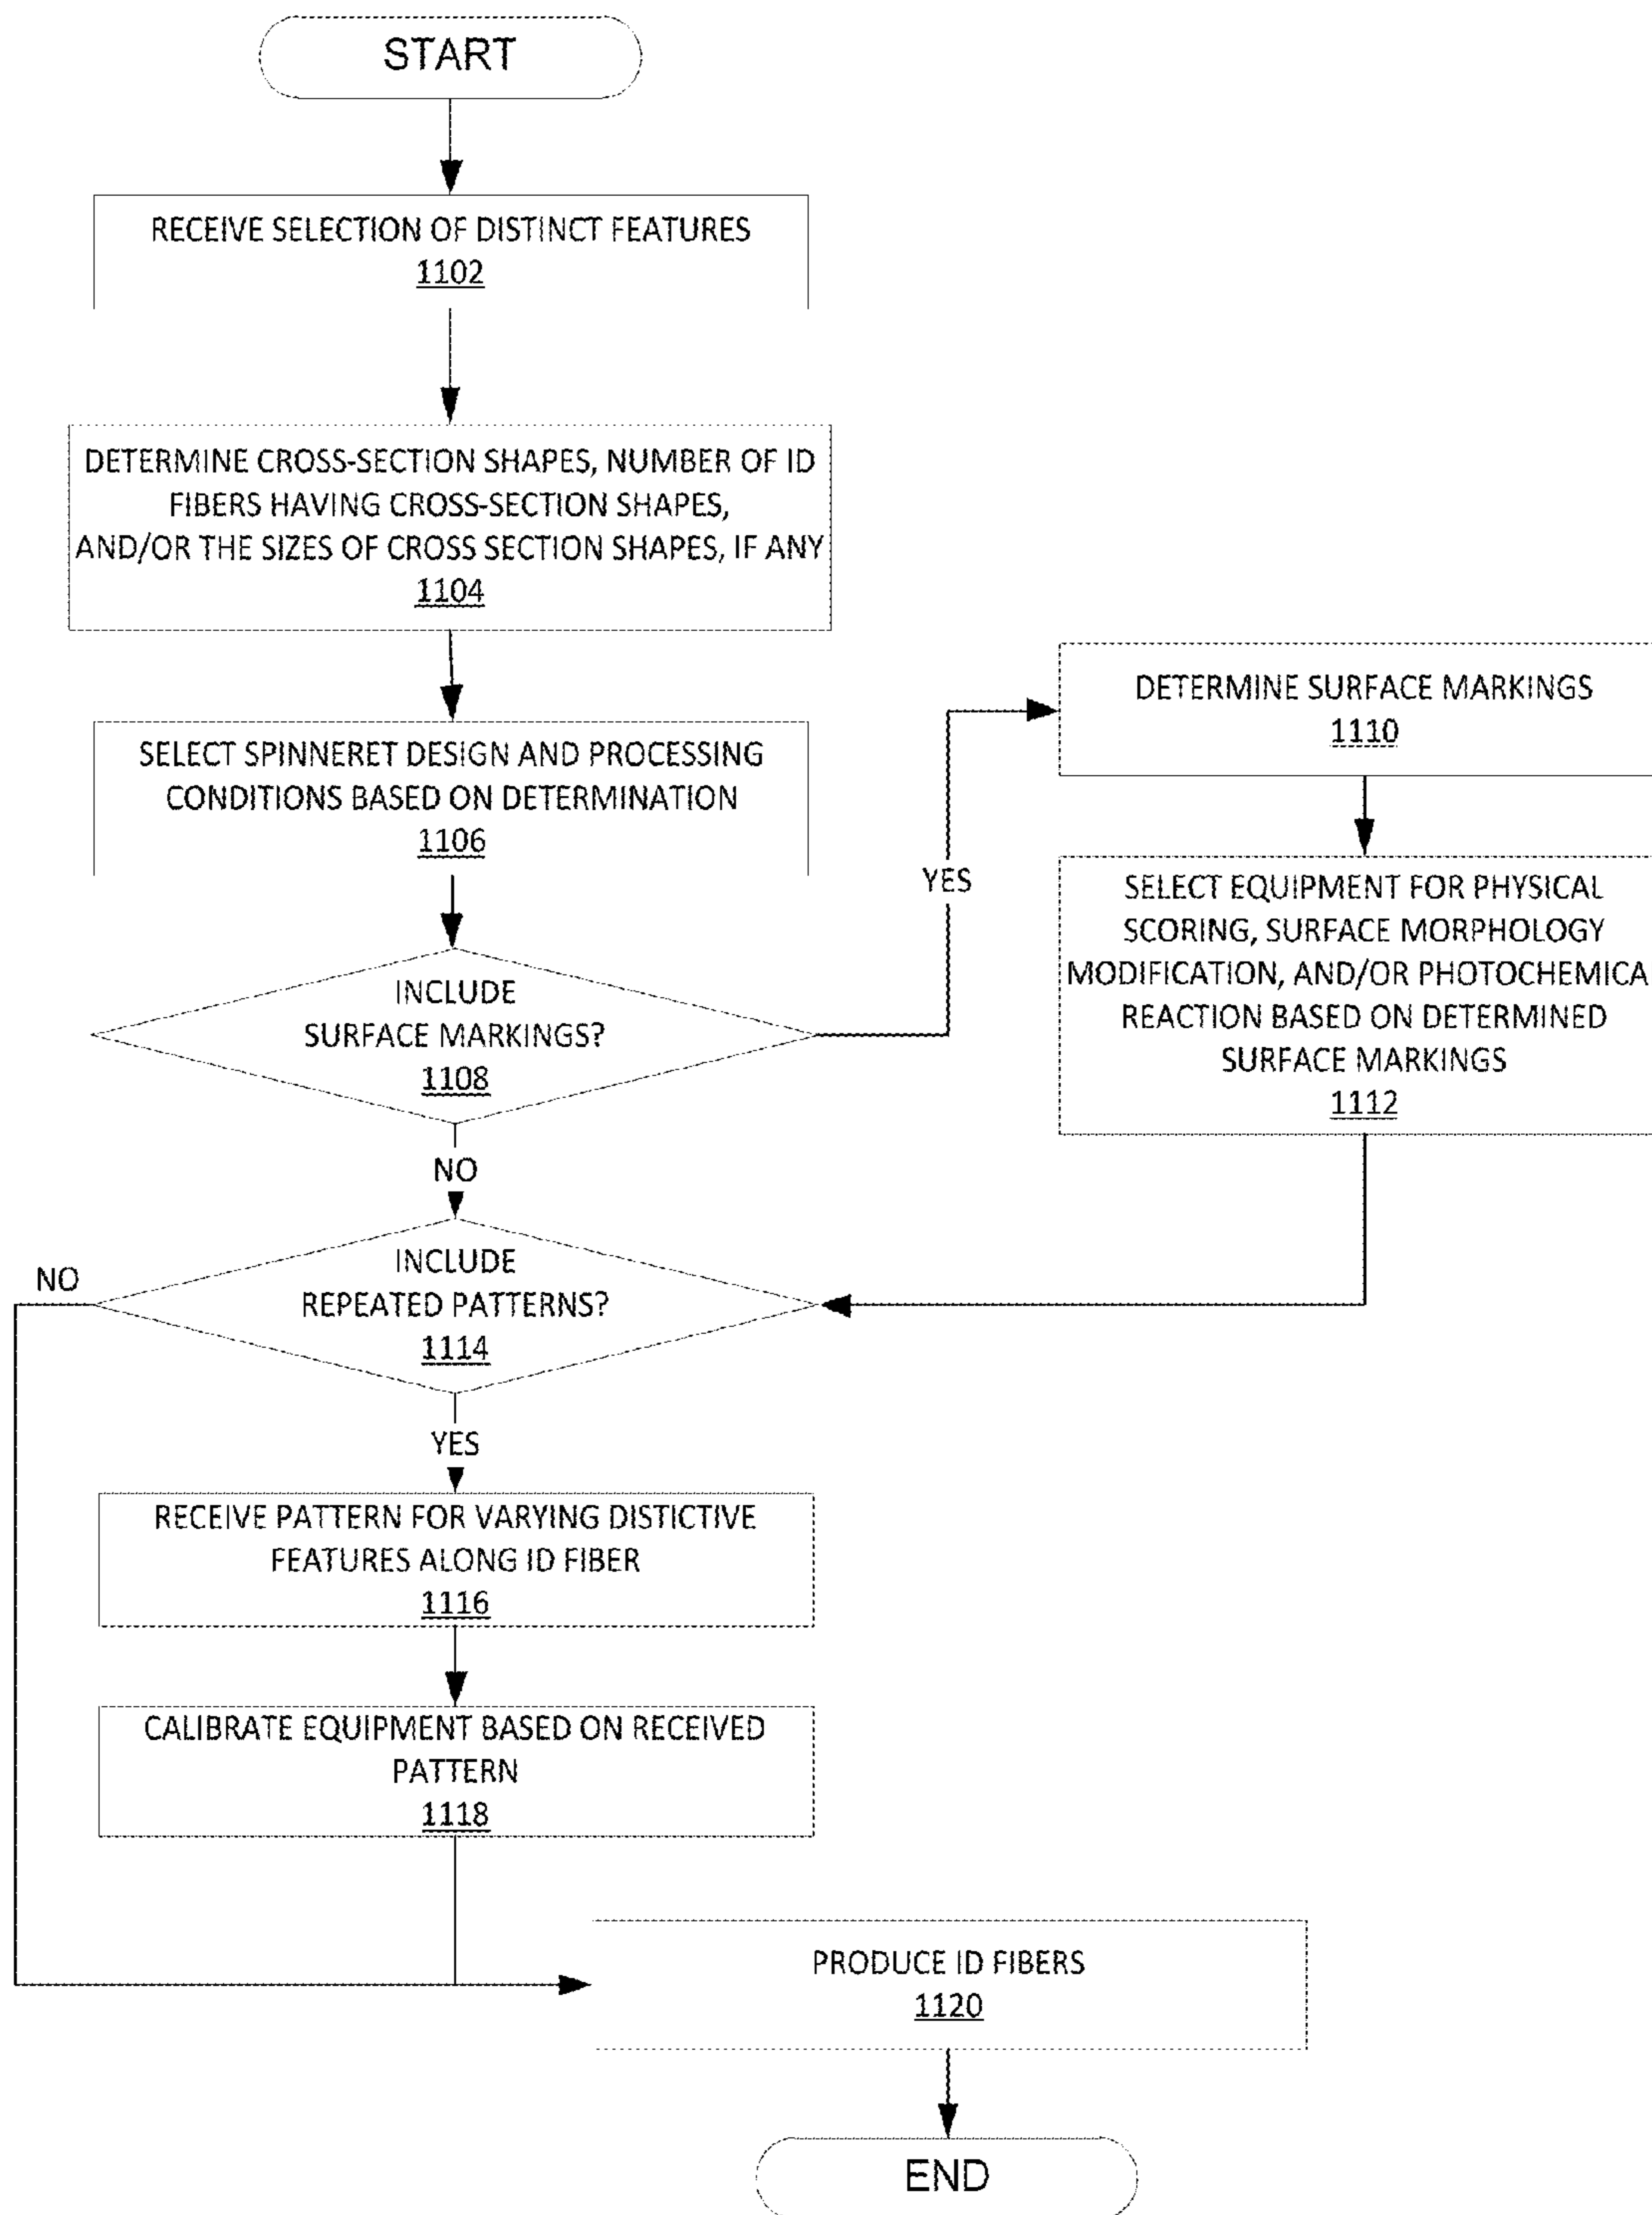 START
RECEIVE SELECTION OF DISTINCT FEATURES
1102
DETERMINE CROSS-SECTION SHAPES, NUMBER OF ID
FIBERS HAVING CROSS-SECTION SHAPES,
AND/OR THE SIZES OF CROSS SECTION SHAPES, IF ANY
1104
SELECT SPINNERET DESIGN AND PROCESSING
CONDITIONS BASED ON DETERMINATION
1106
INCLUDE
SURFACE MARKINGS?
1108
YES
DETERMINE SURFACE MARKINGS
1110
SELECT EQUIPMENT FOR PHYSICAL
SCORING, SURFACE MORPHOLOGY
MODIFICATION, AND/OR PHOTOCHEMICA
REACTION BASED ON DETERMINED
SURFACE MARKINGS
1112
NO
INCLUDE
REPEATED PATTERNS?
1114
NO
YES
RECEIVE PATTERN FOR VARYING DISTICTIVE
FEATURES ALONG ID FIBER
1116
CALIBRATE EQUIPMENT BASED ON RECEIVED
PATTERN
1118
PRODUCE ID FIBERS
1120
END